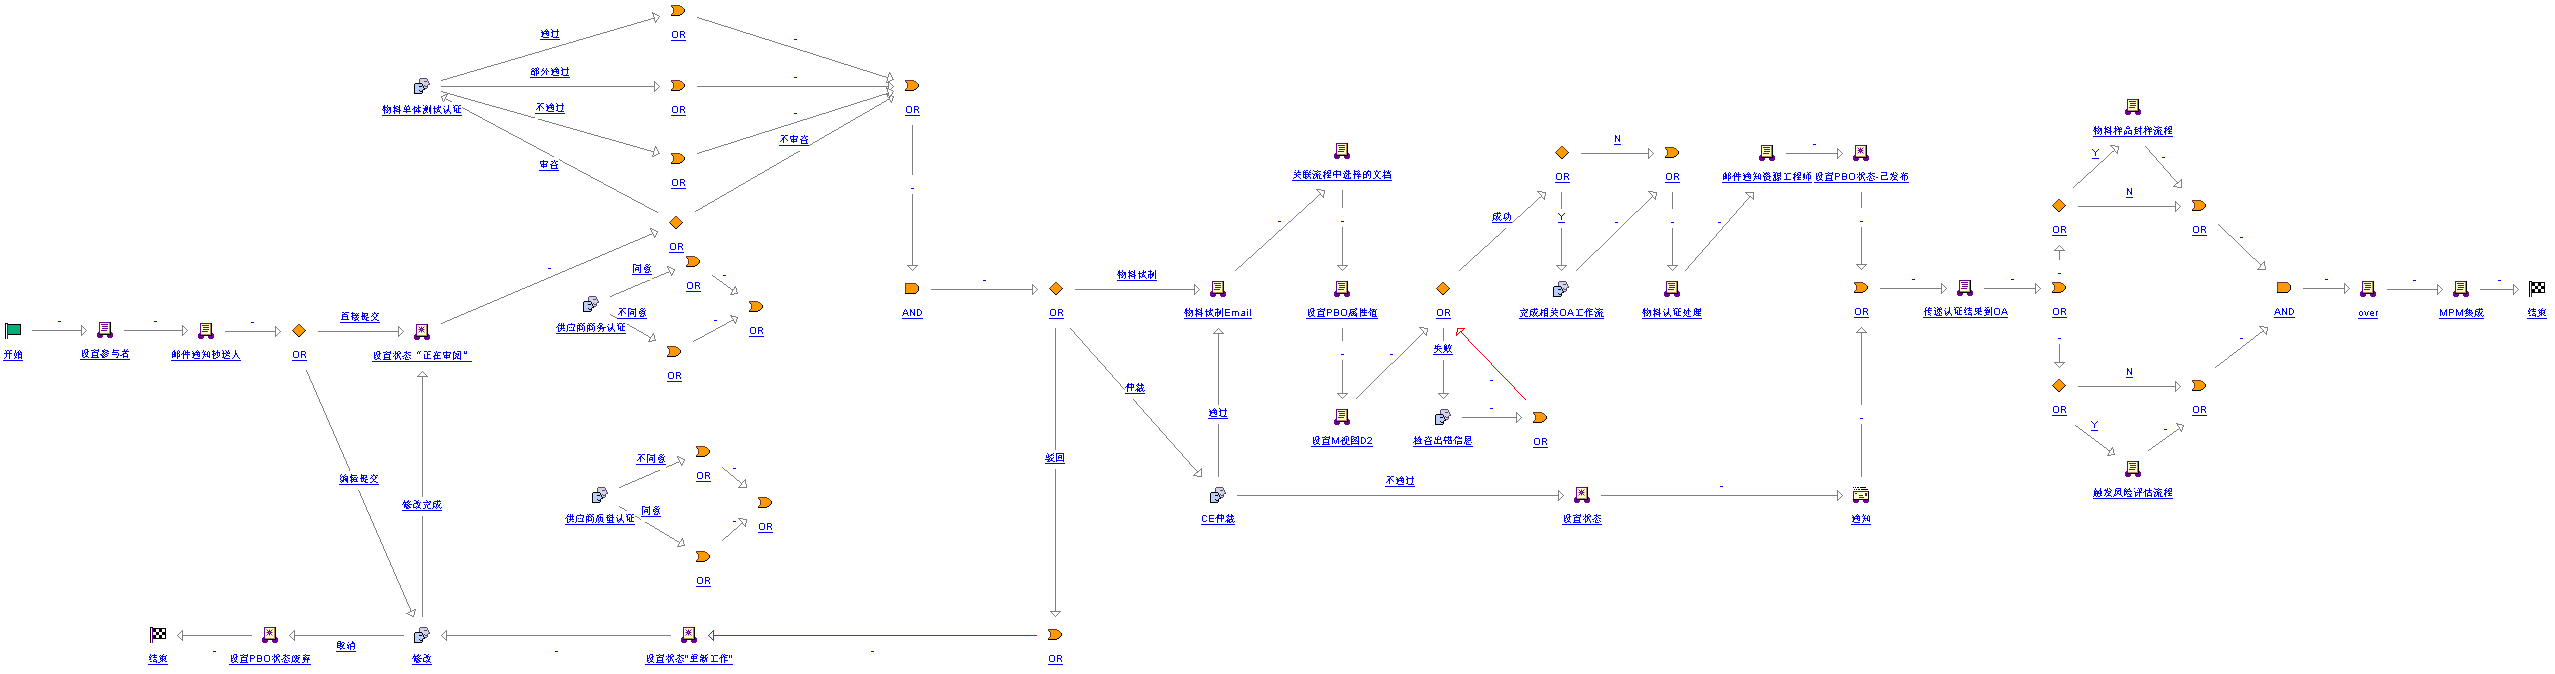 OR
通过
部分通过
OR
物料单体测试认证
不通过
OR
OR
不审咨
审咨
OR
OR
同意
OR
不同意
供应商商务认证
OR
OR
开始
设置参与者
邮件通知抄送人
OR
直接提交
设置状态“正在审阅”
编辑提交
修改完成
不同意
OR
同意
供应商质量认证
OR
OR
结束
设置PBO状态废弃
取消
修改
设置状态“重新工作”
OR
AND
OR
物料试制
仲裁
驳回
物料试制Email
通过
CE仲裁
关联流程中选择的文档
设置PBO属性值
设置M视图D2
成功
OR
失败
检咨出错信息
OR
OR
N
OR
Y
完成相关OA工作流
物料认证处理
邮件通知资源工程师
设置PBO状态-已发布
不通过
设置状态
通知
OR
传递认证结果到OA
OR
物料样品封样流程
Y
N
OR
OR
OR
N
OR
Y
触发风险评估流程
AND
over
MPM集成
结束